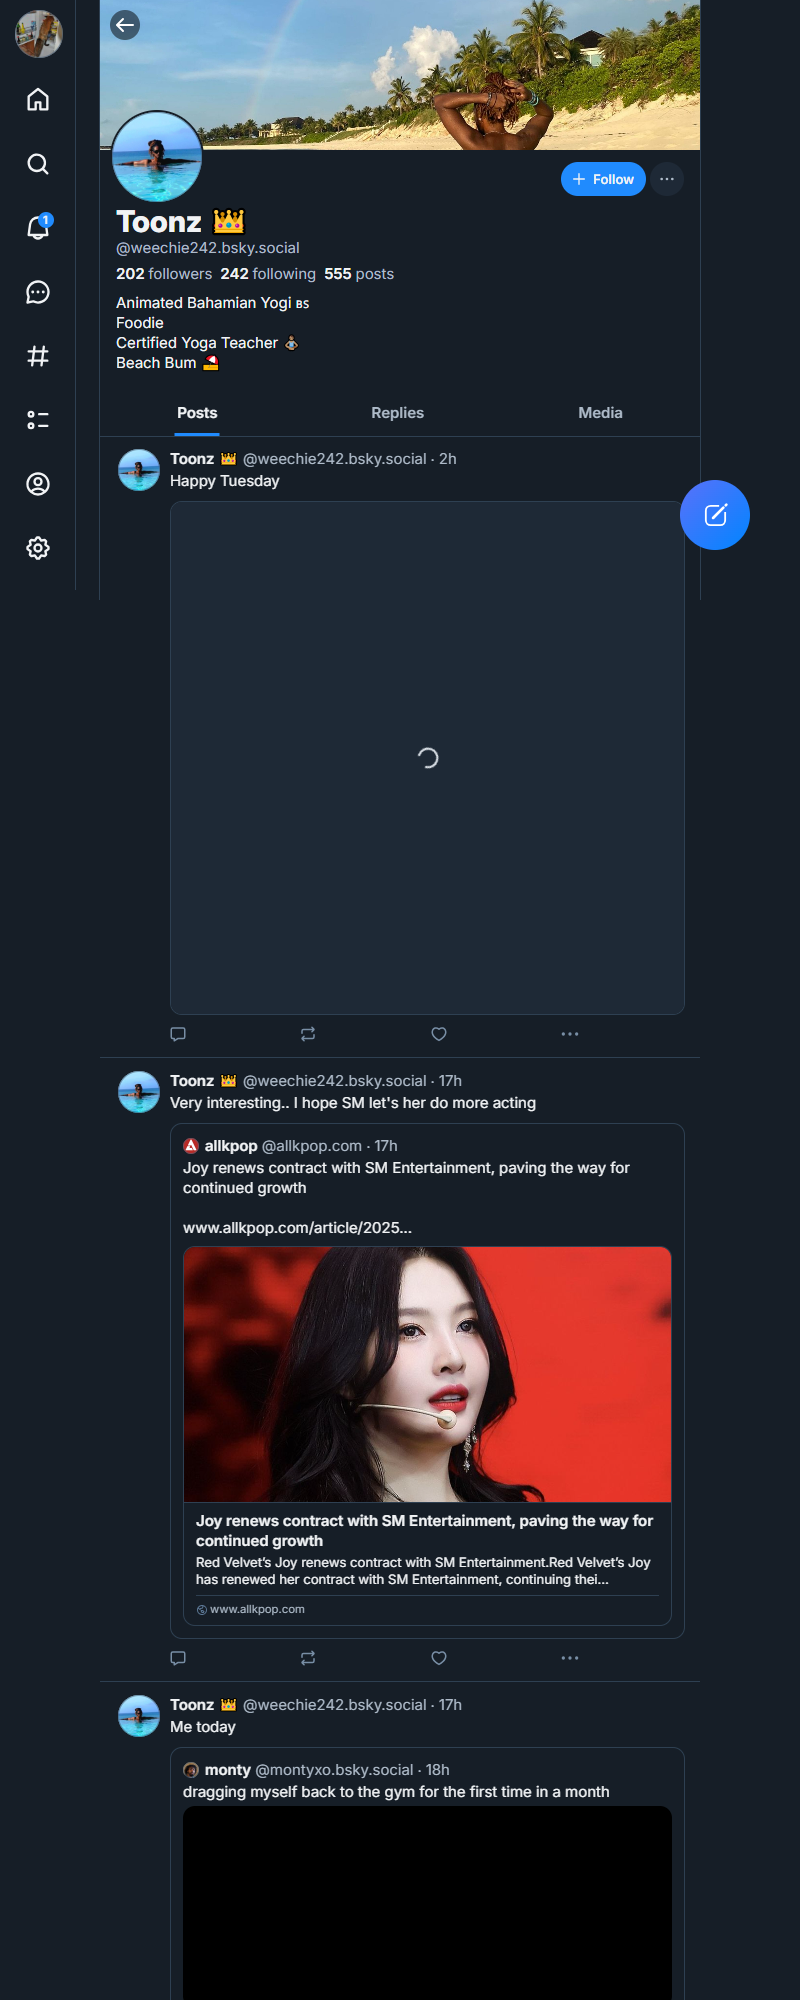 Follow
Toonz 👑
@weechie242.bsky.social
202 followers 242 following 555 posts
Animated Bahamian Yogi 🇧🇸
Foodie
Certified Yoga Teacher 🧘🏾‍♂️
Beach Bum ⛱️
Posts Replies Media
1
Toonz 👑 @weechie242.bsky.social · 2h
Happy Tuesday
Toonz 👑 @weechie242.bsky.social · 17h
Very interesting.. I hope SM let's her do more acting
allkpop @allkpop.com · 17h
Joy renews contract with SM Entertainment, paving the way for
continued growth
www.allkpop.com/article/2025...
Joy renews contract with SM Entertainment, paving the way for
continued growth
Red Velvet’s Joy renews contract with SM Entertainment.Red Velvet’s Joy
has renewed her contract with SM Entertainment, continuing thei...
www.allkpop.com
Toonz 👑 @weechie242.bsky.social · 17h
Me today
monty @montyxo.bsky.social · 18h
dragging myself back to the gym for the first time in a month